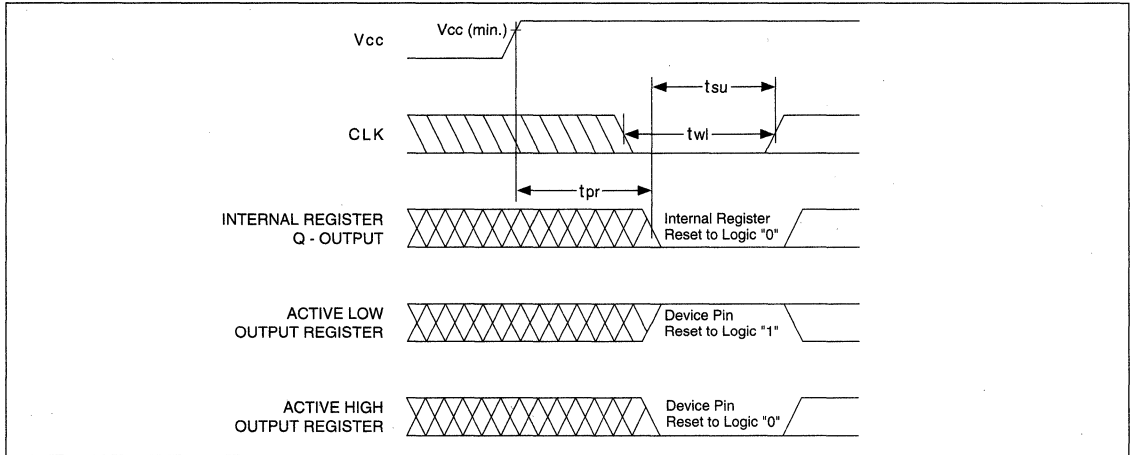 Vcc
Vcc (min.)
tsu
CLK
twl
tpr
INTERNAL REGISTER
Q - OUTPUT
Internal Register
Reset to Logic "0"
ACTIVE LOW
OUTPUT REGISTER
Device Pin
Reset to Logic "1"
ACTIVE HIGH
OUTPUT REGISTER
Device Pin
Reset to Logic "0"